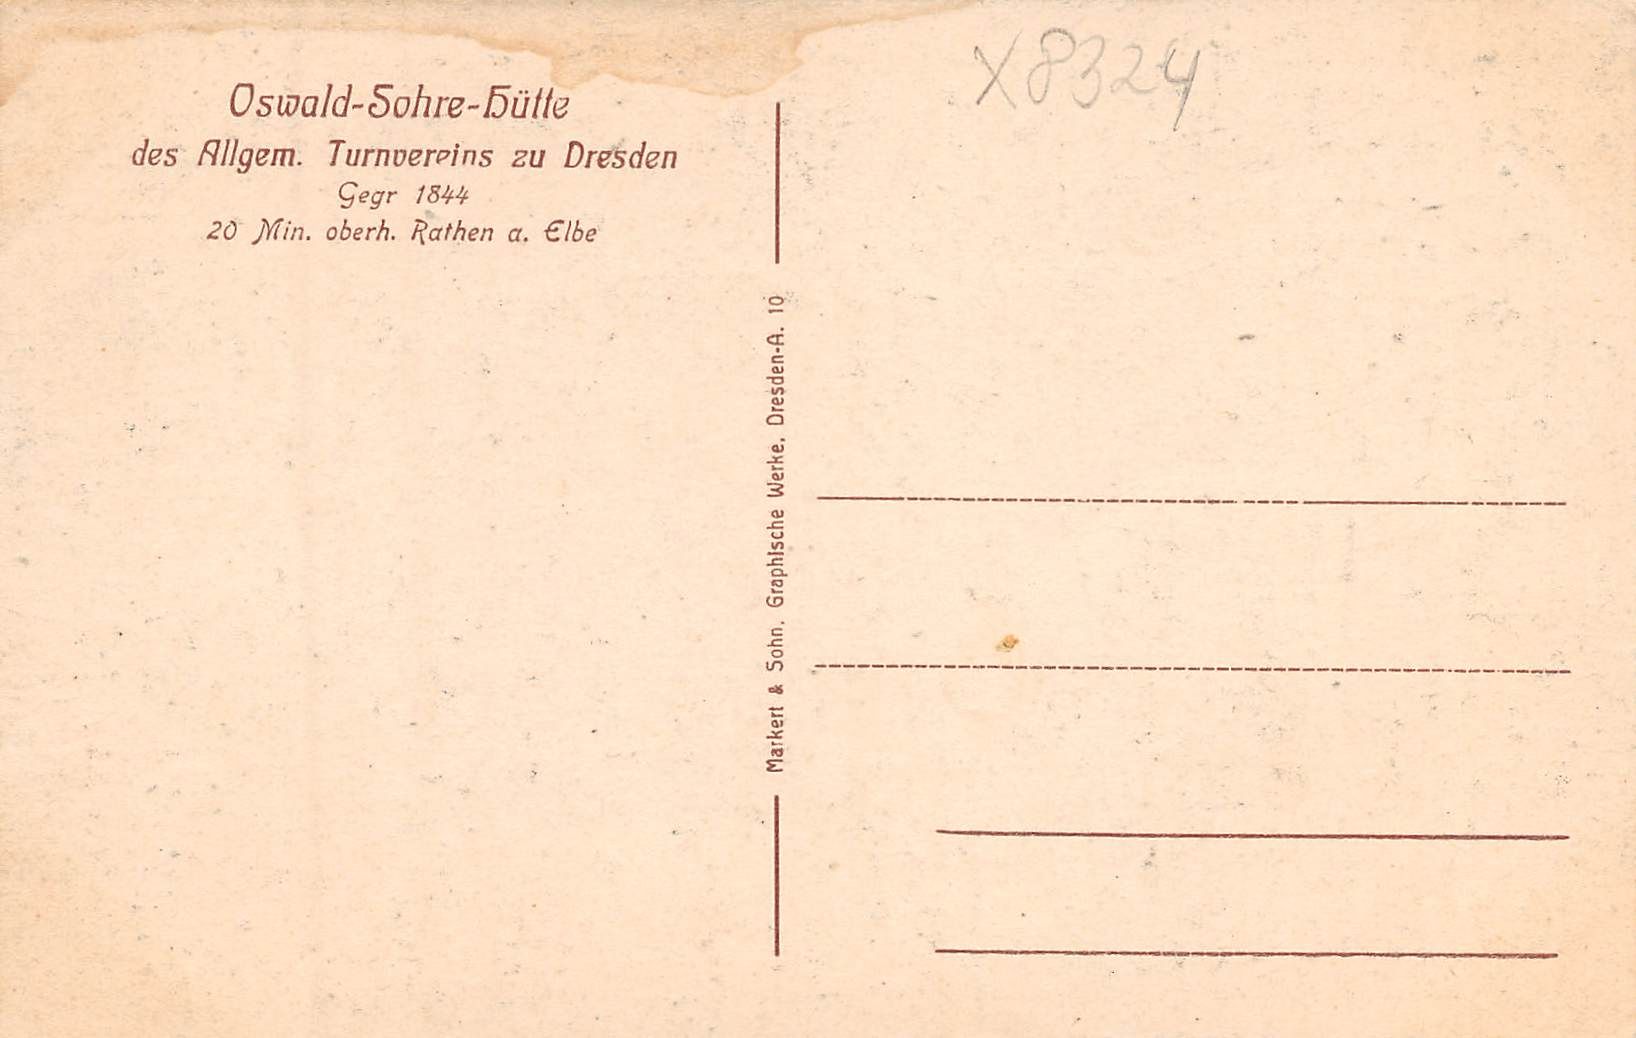 Oswald-Sohre-Hütte
des Allgem. Turnvereins zu Dresden
Gegr 1844
20 Min. oberh. Rathen a. Elbe
Markert & Sohn, Graphische Werke, Dresden-A. 10
X8324